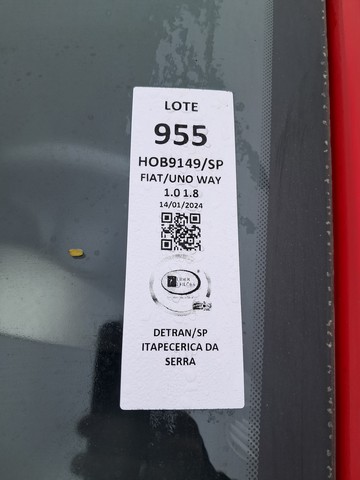 LOTE
955
HOB9149/SP
FIAT/UNO WAY
1.0 1.8
14/01/2024
DETRAN/SP
ITAPECERICA DA
SERRA